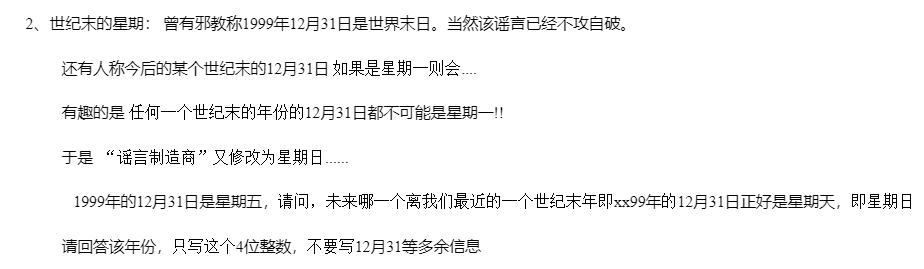 2、世纪末的星期： 曾有邪教称1999年12月31日是世界末日。当然该谣言已经不攻自破。
还有人称今后的某个世纪末的12月31日 如果是星期一则会....
有趣的是 任何一个世纪末的年份的12月31日都不可能是星期一!!
于是 “谣言制造商”又修改为星期日......
1999年的12月31日是星期五，请问，未来哪一个离我们最近的一个世纪末年即xx99年的12月31日正好是星期天，即星期日
请回答该年份，只写这个4位整数，不要写12月31等多余信息